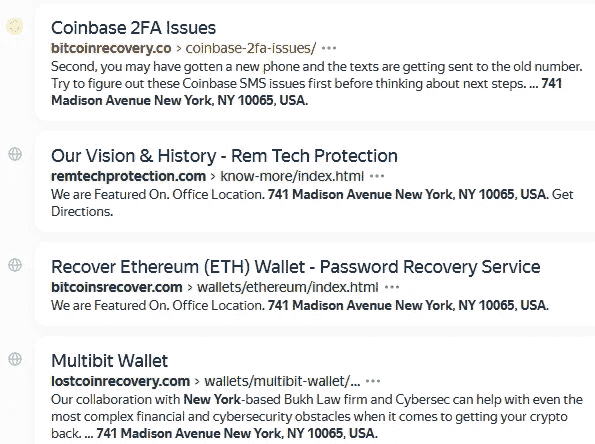 Coinbase 2FA Issues
bitcoinrecovery.co › coinbase-2fa-issues/ •••
Second, you may have gotten a new phone and the texts are getting sent to the old number.
Try to figure out these Coinbase SMS issues first before thinking about next steps. ... 741
Madison Avenue New York, NY 10065, USA.
Our Vision & History - Rem Tech Protection
remtechprotection.com › know-more/index.html •••
We are Featured On. Office Location. 741 Madison Avenue New York, NY 10065, USA. Get
Directions.
Recover Ethereum (ETH) Wallet - Password Recovery Service
bitcoinsrecover.com › wallets/ethereum/index.html •••
We are Featured On. Office Location. 741 Madison Avenue New York, NY 10065, USA.
Multibit Wallet
lostcoinrecovery.com › wallets/multibit-wallet/... •••
Our collaboration with New York-based Bukh Law firm and Cybersec can help with even the
most complex financial and cybersecurity obstacles when it comes to getting your crypto
back. ... 741 Madison Avenue New York, NY 10065, USA.